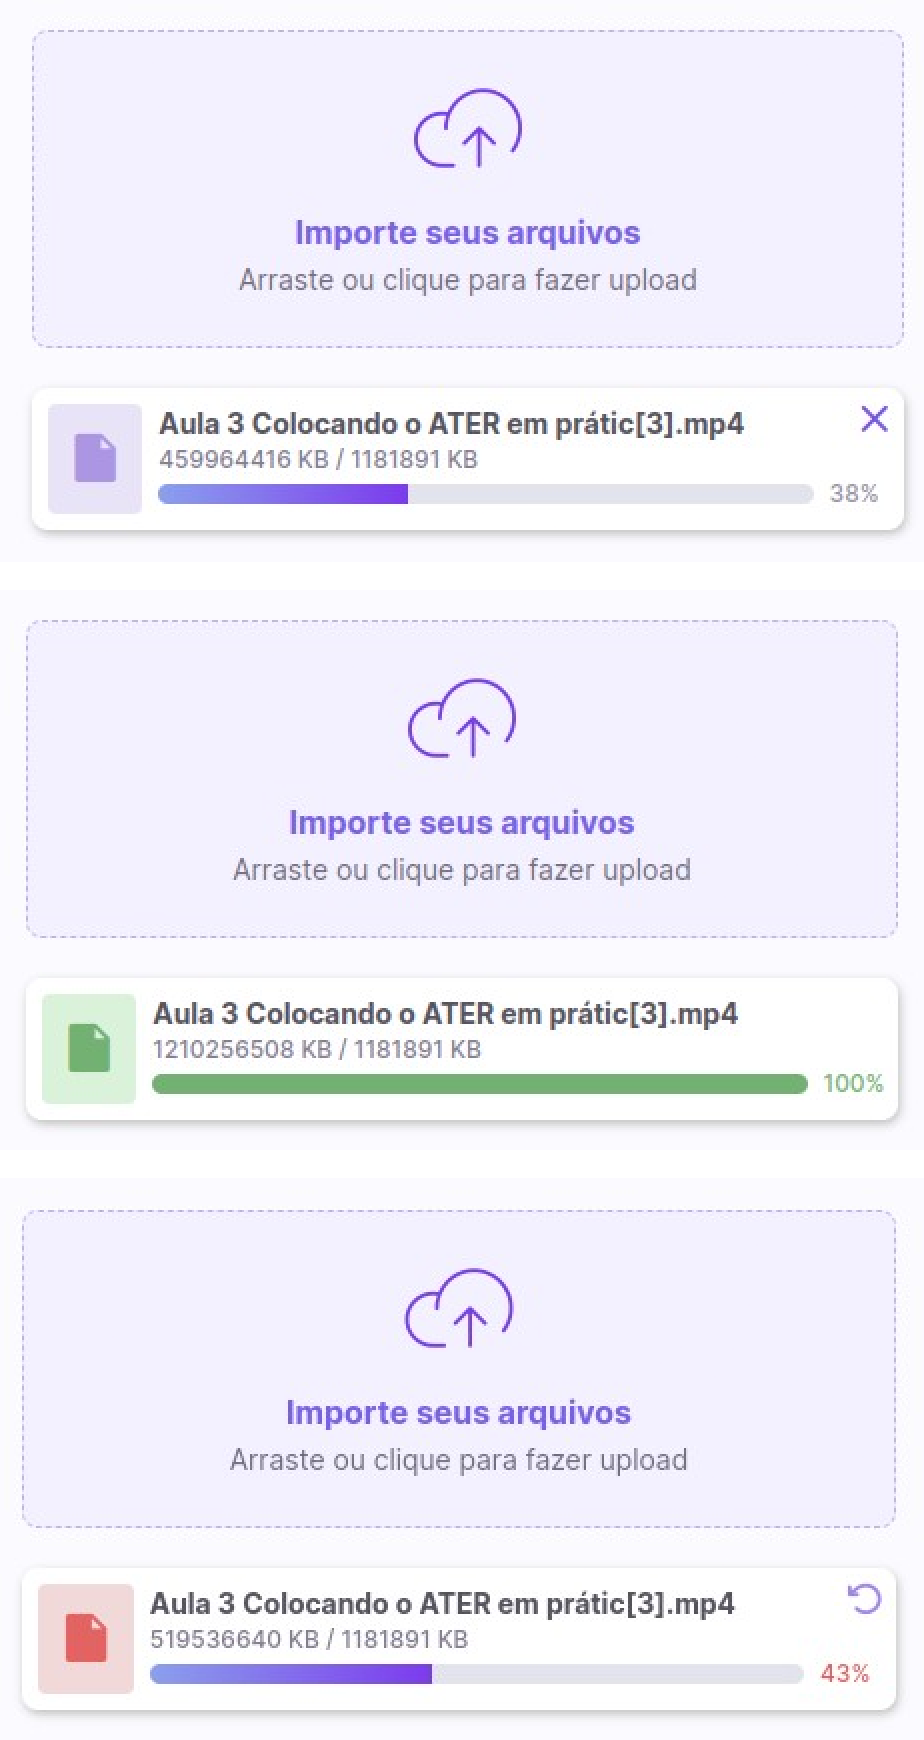 Importe seus arquivos
Arraste ou clique para fazer upload
Aula 3 Colocando o ATER em prátic[3].mp4
459964416 KB / 1181891 KB
38%
Importe seus arquivos
Arraste ou clique para fazer upload
Aula 3 Colocando o ATER em prátic[3].mp4
1210256508 KB / 1181891 KB
100%
Importe seus arquivos
Arraste ou clique para fazer upload
Aula 3 Colocando o ATER em prátic[3].mp4
519536640 KB / 1181891 KB
43%